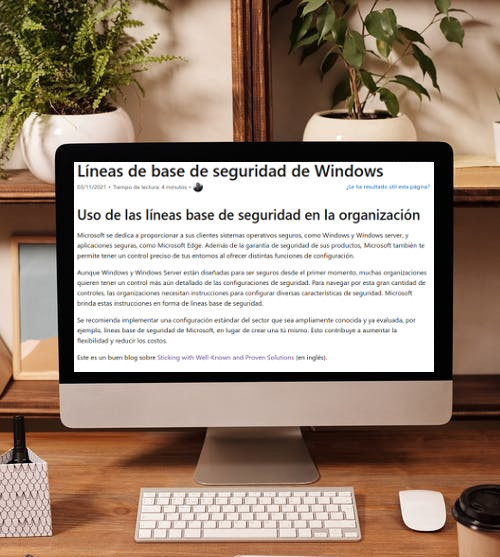 Líneas de base de seguridad de Windows
03/11/2021 • Tiempo de lectura: 4 minutos •
¿Le ha resultado útil esta página?
Uso de las líneas base de seguridad en la organización
Microsoft se dedica a proporcionar a sus clientes sistemas operativos seguros, como Windows y Windows server, y
aplicaciones seguras, como Microsoft Edge. Además de la garantía de seguridad de sus productos, Microsoft también te
permite tener un control preciso de tus entornos al ofrecer distintas funciones de configuración.
Aunque Windows y Windows Server están diseñadas para ser seguros desde el primer momento, muchas organizaciones
quieren tener un control más aún detallado de las configuraciones de seguridad. Para navegar por esta gran cantidad de
controles, las organizaciones necesitan instrucciones para configurar diversas características de seguridad. Microsoft
brinda estas instrucciones en forma de líneas base de seguridad.
Se recomienda implementar una configuración estándar del sector que sea ampliamente conocida y ya evaluada, por
ejemplo, líneas base de seguridad de Microsoft, en lugar de crear una tú mismo. Esto contribuye a aumentar la
flexibilidad y reducir los costos.
Este es un buen blog sobre Sticking with Well-Known and Proven Solutions (en inglés).